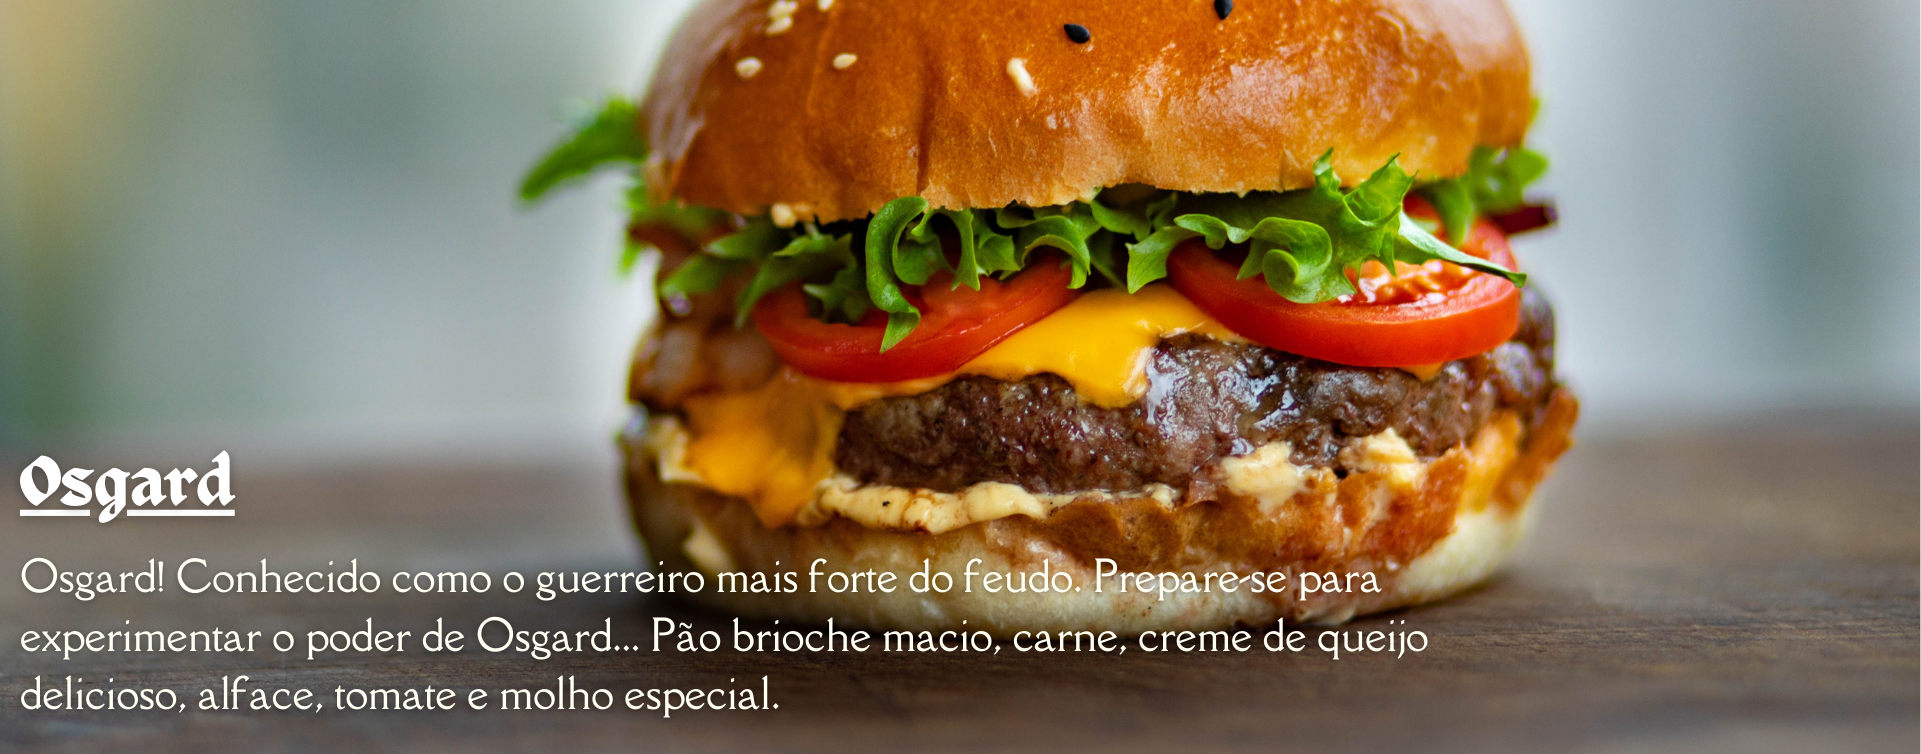 Osgard
Osgard! Conhecido como o guerreiro mais forte do feudo. Prepare-se para
experimentar o poder de Osgard... Pão brioche macio, carne, creme de queijo
delicioso, alface, tomate e molho especial.